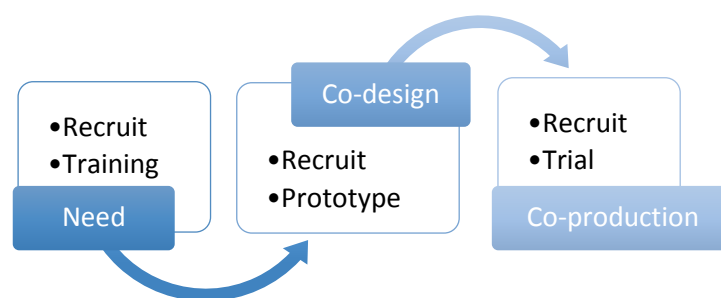 •Recruit
•Training
Need
Co-design
•Recruit
•Prototype
•Recruit
•Trial
Co-production